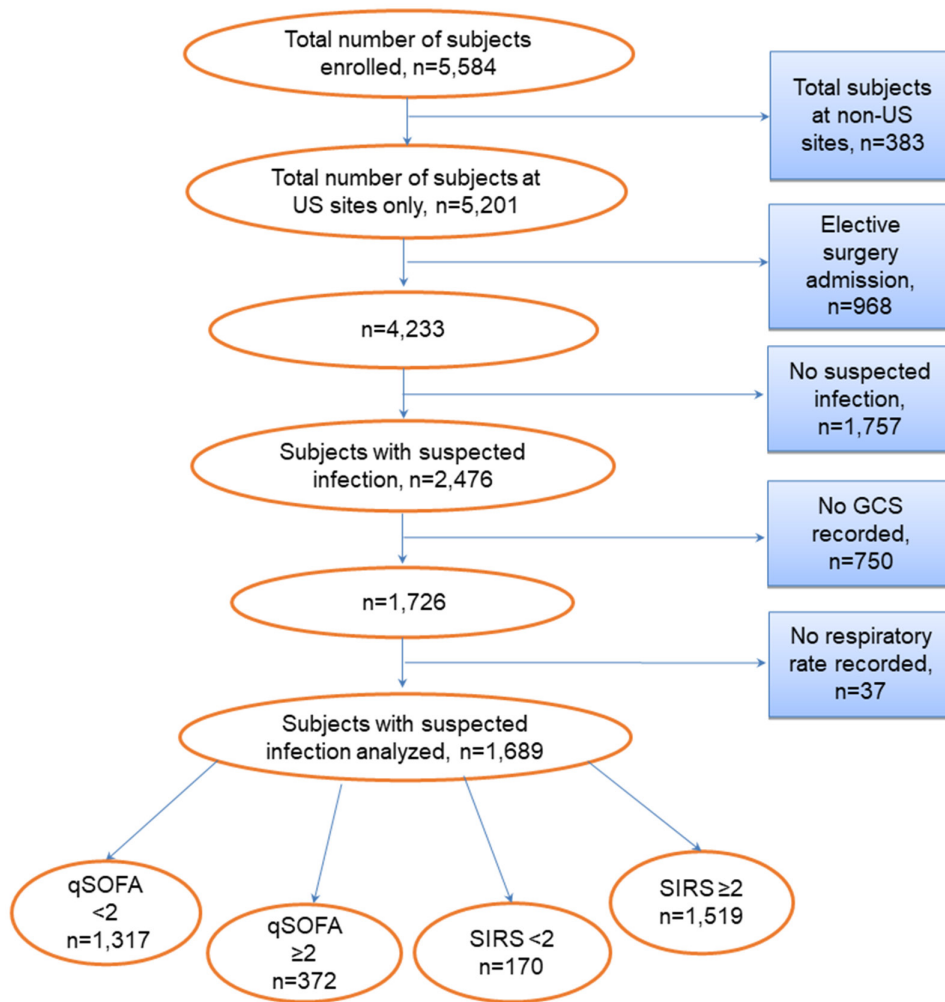 Total number of subjects
enrolled, n=5,584
Total subjects
at non-US
sites, n=383
Total number of subjects at
US sites only, n=5,201
Elective
surgery
admission,
n=968
n=4,233
No suspected
infection,
n=1,757
Subjects with suspected
infection, n=2,476
No GCS
recorded,
n=750
n=1,726
No respiratory
rate recorded,
n=37
Subjects with suspected
infection analyzed, n=1,689
qSOFA
<2
n=1,317
qSOFA
≥2
n=372
SIRS <2
n=170
SIRS ≥2
n=1,519